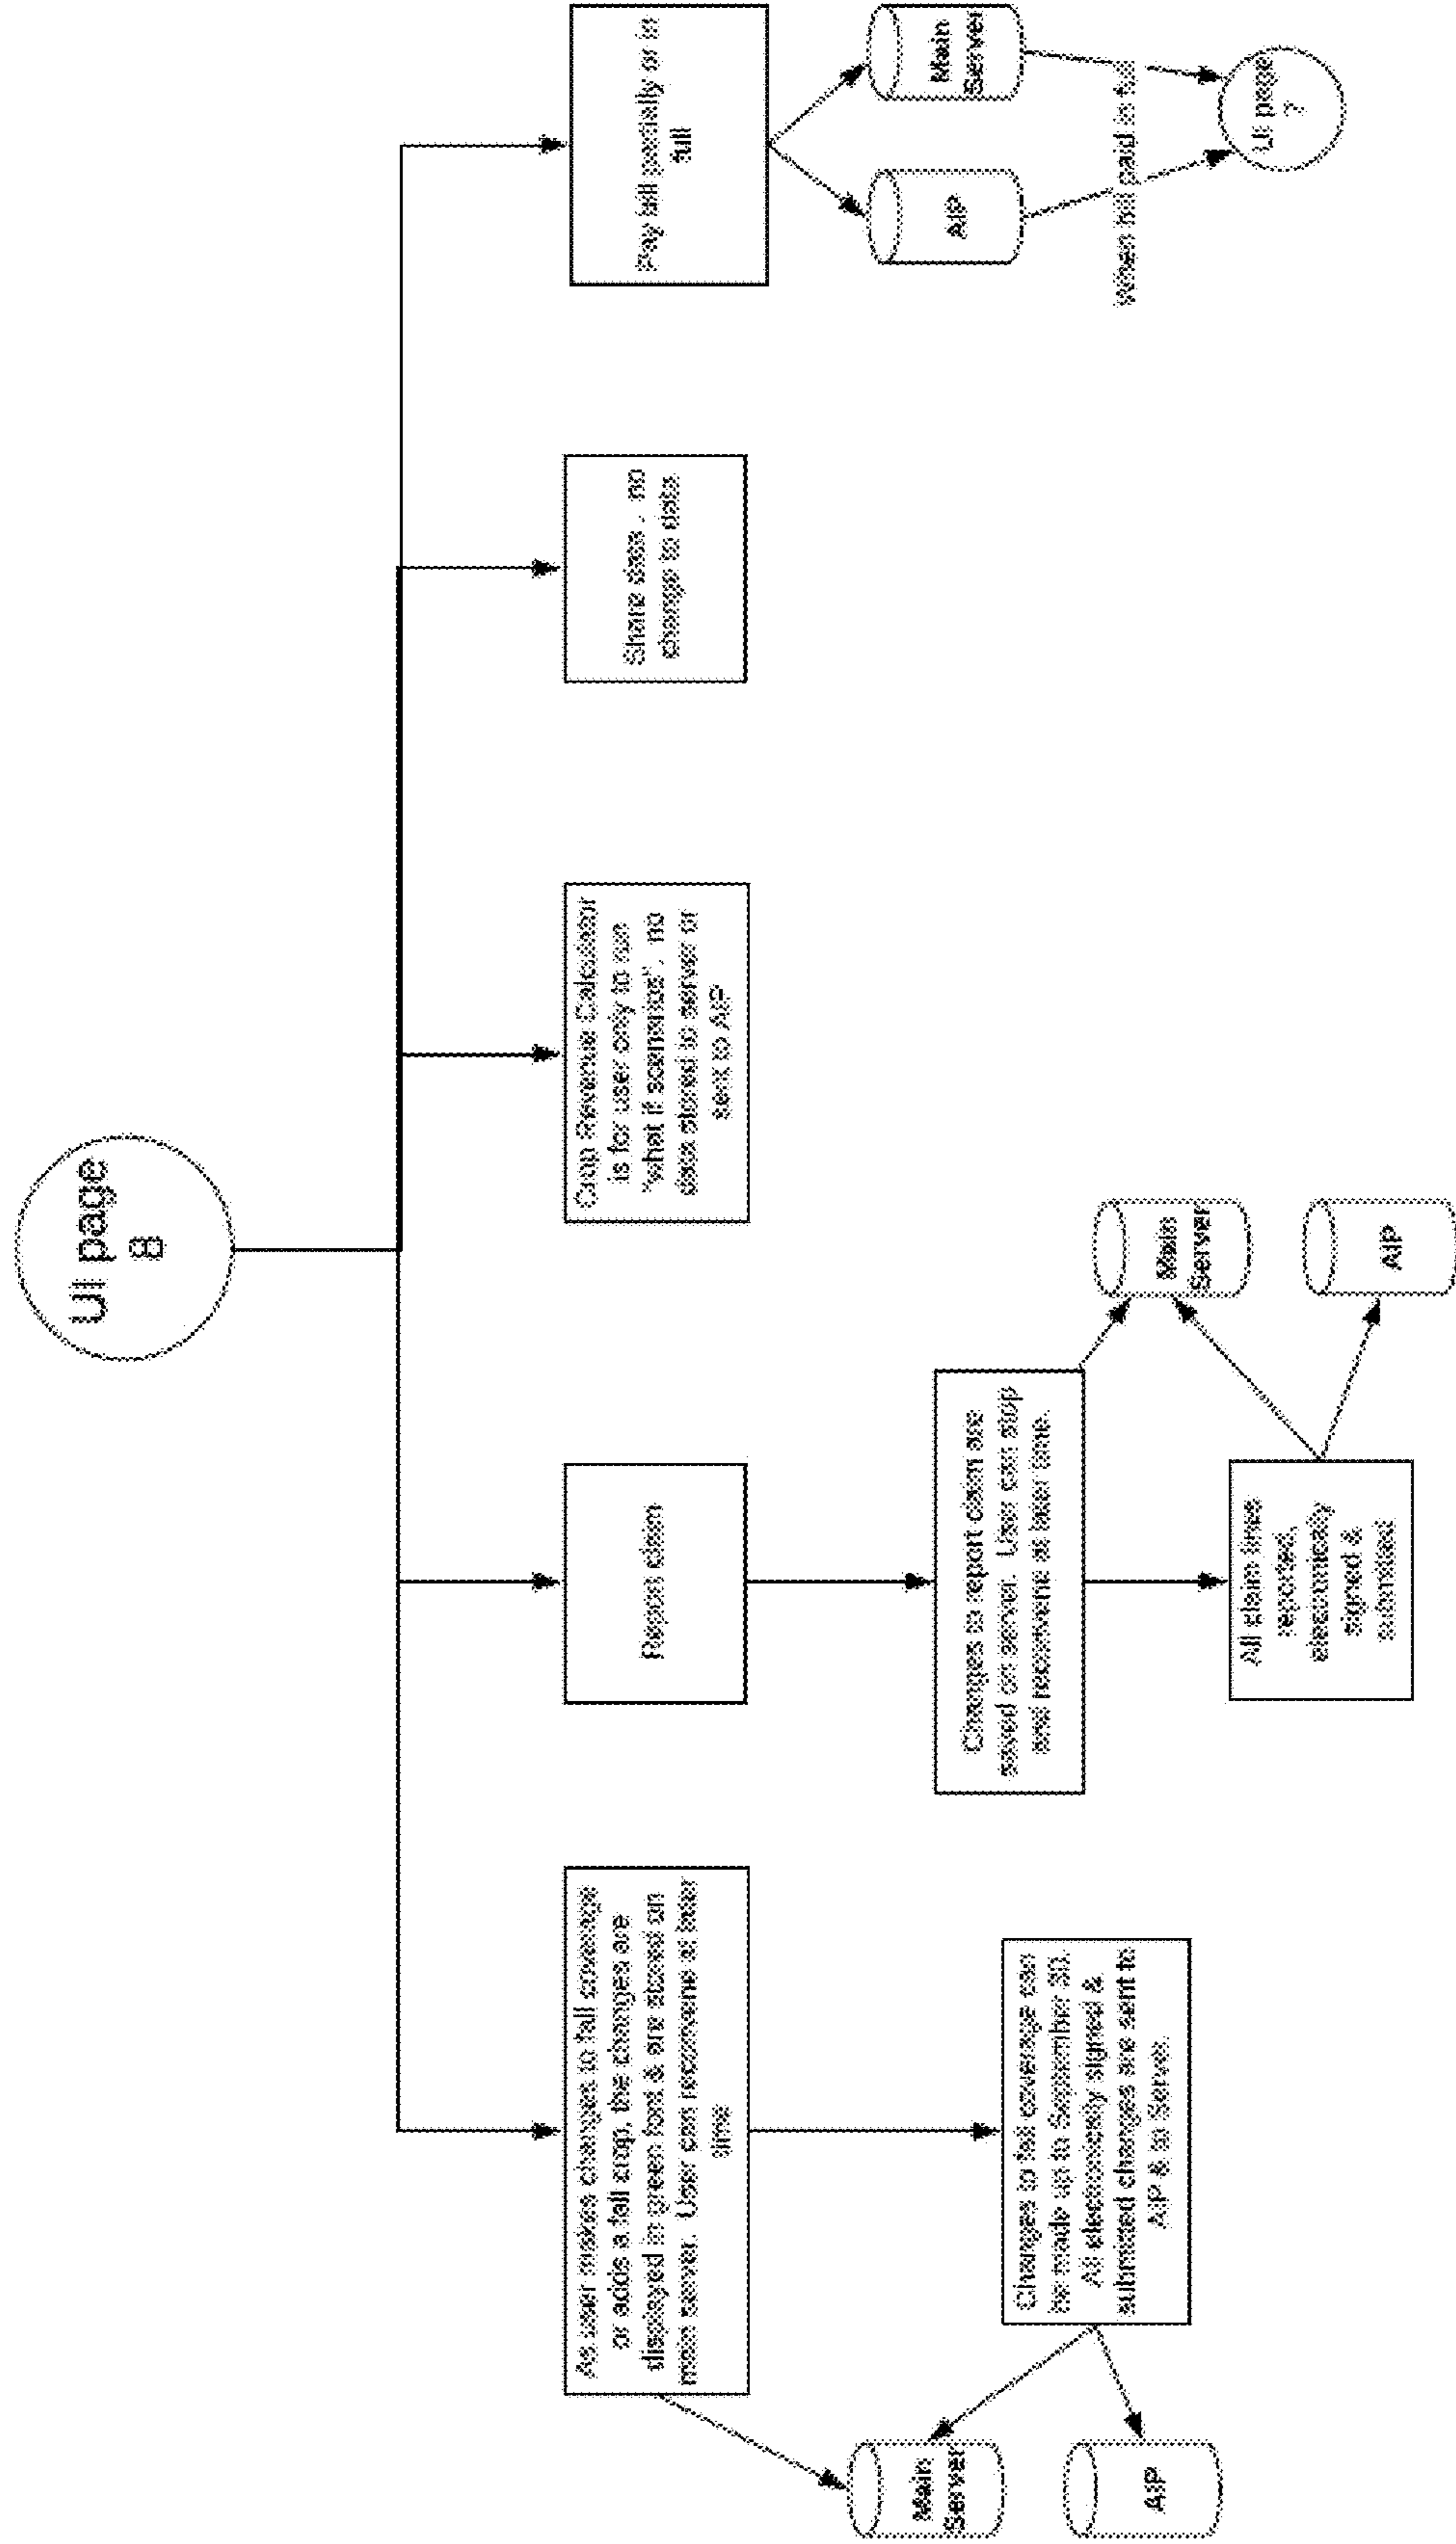 UI page
8
As user makes changes to fall coverage
or adds a fall crop, the changes are
displayed in green font & are stored on
main server. User can reconvene at later
time
Main
Server
AIP
Changes to fall coverage can
be made up to September 30.
All electronically signed &
submitted changes are sent to
AIP & to Server.
Report claim
Changes to report claim are
saved on server. User can stop
and reconvene at later time.
All claim lines
reported,
electronically
signed &
submitted
Main
Server
AIP
Crop Revenue Calculator
is for user only to run
"what if scenarios", no
data stored to server or
sent to AIP
Share data , no
change to data
Pay bill partially or in
full
AIP
Main
Server
When bill paid in full
UI page
7